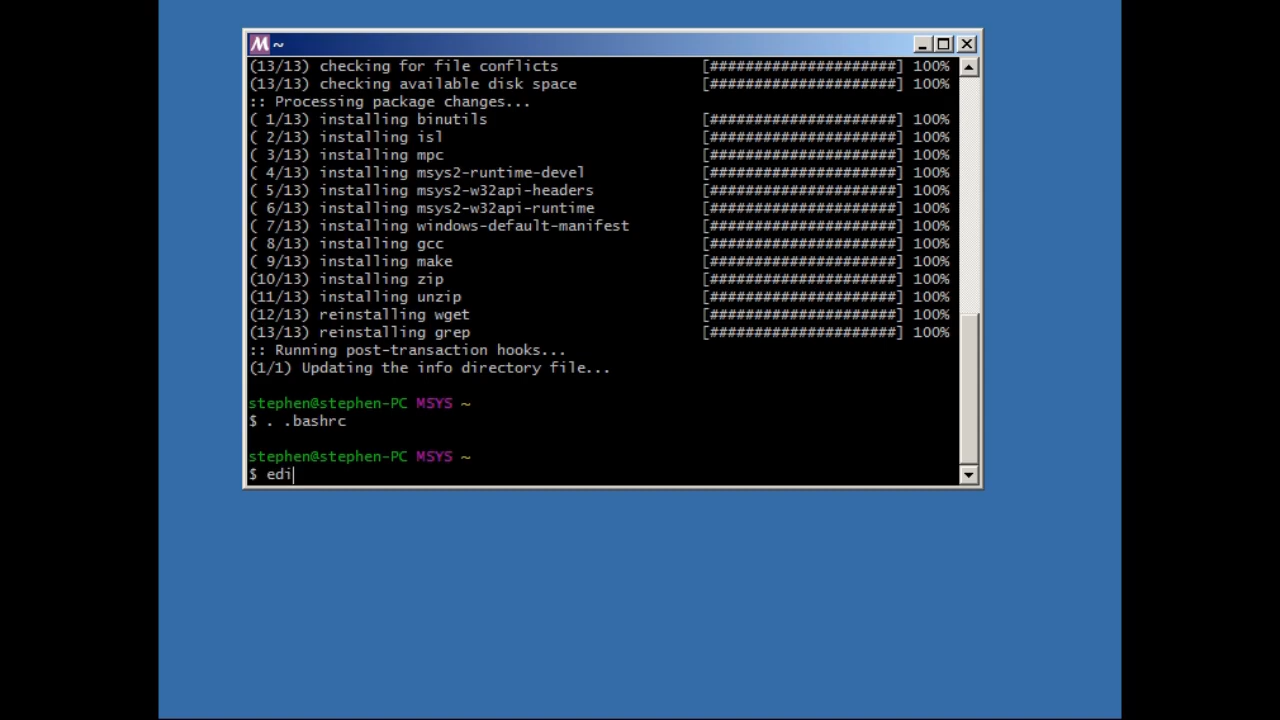 M ~
(13/13) checking for file conflicts [#####################] 100%
(13/13) checking available disk space [#####################] 100%
:: Processing package changes...
( 1/13) installing binutils [#####################] 100%
( 2/13) installing isl [#####################] 100%
( 3/13) installing mpc [#####################] 100%
( 4/13) installing msys2-runtime-devel [#####################] 100%
( 5/13) installing msys2-w32api-headers [#####################] 100%
( 6/13) installing msys2-w32api-runtime [#####################] 100%
( 7/13) installing windows-default-manifest [#####################] 100%
( 8/13) installing gcc [#####################] 100%
( 9/13) installing make [#####################] 100%
(10/13) installing zip [#####################] 100%
(11/13) installing unzip [#####################] 100%
(12/13) reinstalling wget [#####################] 100%
(13/13) reinstalling grep [#####################] 100%
:: Running post-transaction hooks...
(1/1) Updating the info directory file...
stephen@stephen-PC MSYS ~
$ . .bashrc
stephen@stephen-PC MSYS ~
$ edi